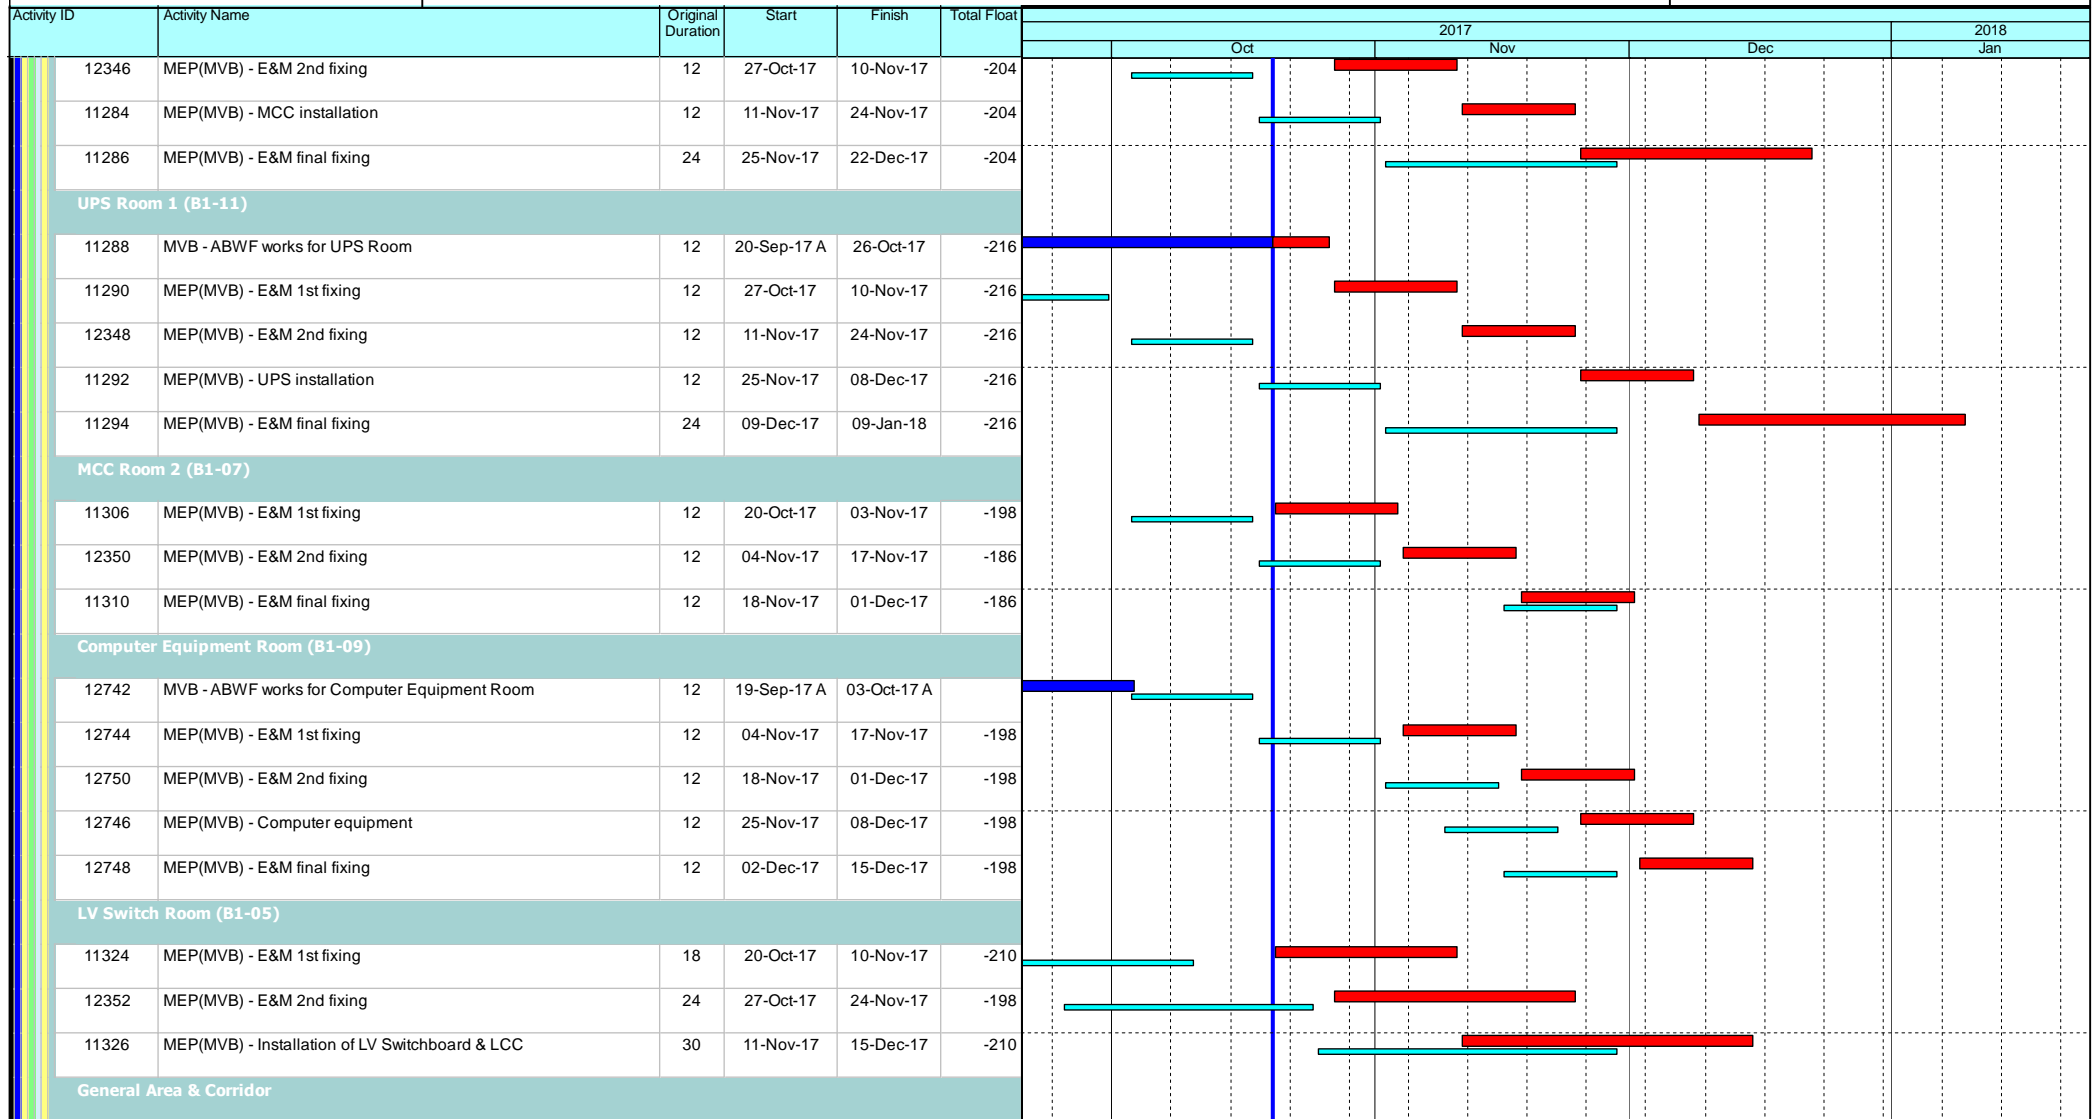 Activity ID Activity Name Original Duration Start Finish Total Float
2017 2018
Oct Nov Dec Jan
12346 MEP(MVB) - E&M 2nd fixing 12 27-Oct-17 10-Nov-17 -204
11284 MEP(MVB) - MCC installation 12 11-Nov-17 24-Nov-17 -204
11286 MEP(MVB) - E&M final fixing 24 25-Nov-17 22-Dec-17 -204
UPS Room 1 (B1-11)
11288 MVB - ABWF works for UPS Room 12 20-Sep-17 A 26-Oct-17 -216
11290 MEP(MVB) - E&M 1st fixing 12 27-Oct-17 10-Nov-17 -216
12348 MEP(MVB) - E&M 2nd fixing 12 11-Nov-17 24-Nov-17 -216
11292 MEP(MVB) - UPS installation 12 25-Nov-17 08-Dec-17 -216
11294 MEP(MVB) - E&M final fixing 24 09-Dec-17 09-Jan-18 -216
MCC Room 2 (B1-07)
11306 MEP(MVB) - E&M 1st fixing 12 20-Oct-17 03-Nov-17 -198
12350 MEP(MVB) - E&M 2nd fixing 12 04-Nov-17 17-Nov-17 -186
11310 MEP(MVB) - E&M final fixing 12 18-Nov-17 01-Dec-17 -186
Computer Equipment Room (B1-09)
12742 MVB - ABWF works for Computer Equipment Room 12 19-Sep-17 A 03-Oct-17 A
12744 MEP(MVB) - E&M 1st fixing 12 04-Nov-17 17-Nov-17 -198
12750 MEP(MVB) - E&M 2nd fixing 12 18-Nov-17 01-Dec-17 -198
12746 MEP(MVB) - Computer equipment 12 25-Nov-17 08-Dec-17 -198
12748 MEP(MVB) - E&M final fixing 12 02-Dec-17 15-Dec-17 -198
LV Switch Room (B1-05)
11324 MEP(MVB) - E&M 1st fixing 18 20-Oct-17 10-Nov-17 -210
12352 MEP(MVB) - E&M 2nd fixing 24 27-Oct-17 24-Nov-17 -198
11326 MEP(MVB) - Installation of LV Switchboard & LCC 30 11-Nov-17 15-Dec-17 -210
General Area & Corridor